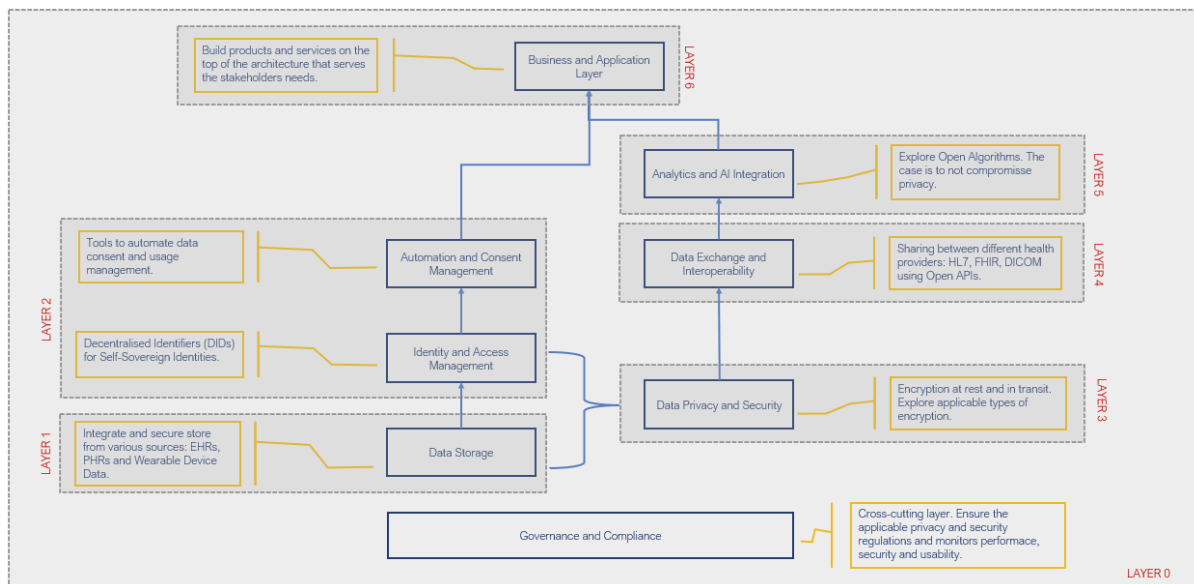 Build products and services on the
top of the architecture that serves
the stakeholders needs.
Business and Application
Layer
LAYER 6
Analytics and AI Integration
Explore Open Algorithms. The
case is to not compromisse
privacy.
LAYER 5
Tools to automate data
consent and usage
management.
Automation and Consent
Management
Data Exchange and
Interoperability
Sharing between different health
providers: HL7, FHIR, DICOM
using Open APIs.
LAYER 4
LAYER 2
Decentralised Identifiers (DIDs)
for Self-Sovereign Identities.
Identity and Access
Management
Data Privacy and Security
Encryption at rest and in transit.
Explore applicable types of
encryption.
LAYER 3
LAYER 1
Integrate and secure store
from various sources: EHRs,
PHRs and Wearable Device
Data.
Data Storage
Governance and Compliance
Cross-cutting layer. Ensure the
applicable privacy and security
regulations and monitors performace,
security and usability.
LAYER 0